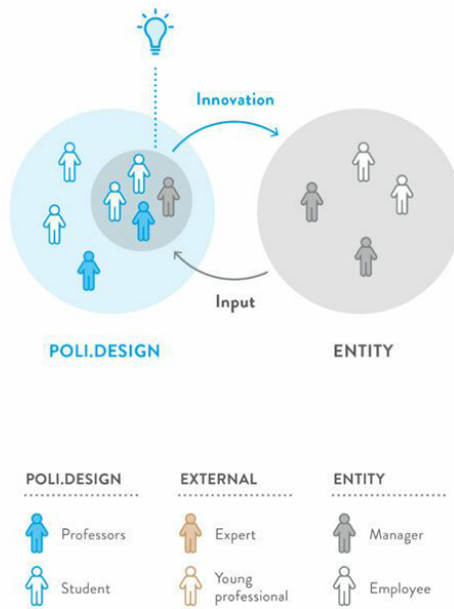 Innovation
Input
POLI.DESIGN
ENTITY
POLI.DESIGN
EXTERNAL
ENTITY
Professors
Expert
Manager
Student
Young
professional
Employee